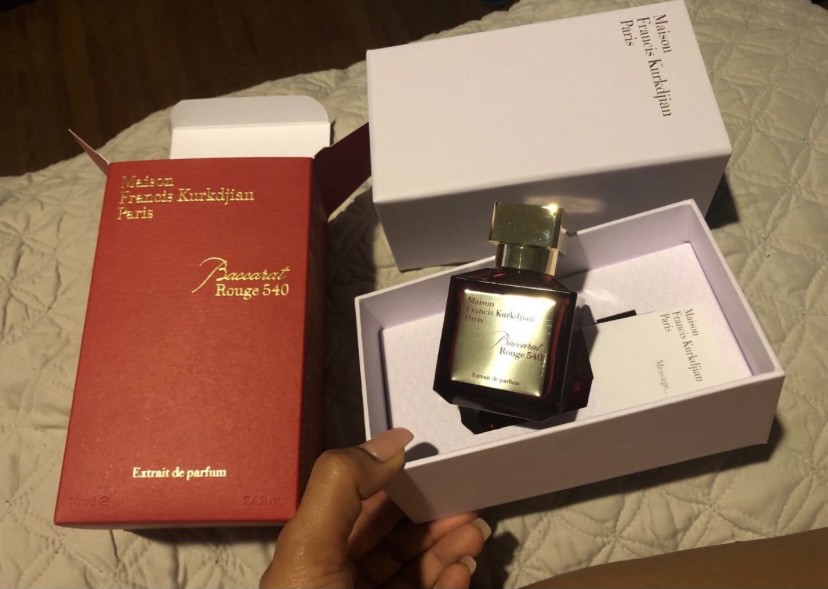 Maison
Francis Kurkdjian
Paris
Baccarat
Rouge 540
Extrait de parfum
Maison
Francis Kurkdjian
Paris
Maison
Francis Kurkdjian
Paris
Baccarat
Rouge 540
Extrait de parfum
Maison
Francis Kurkdjian
Paris
Message...